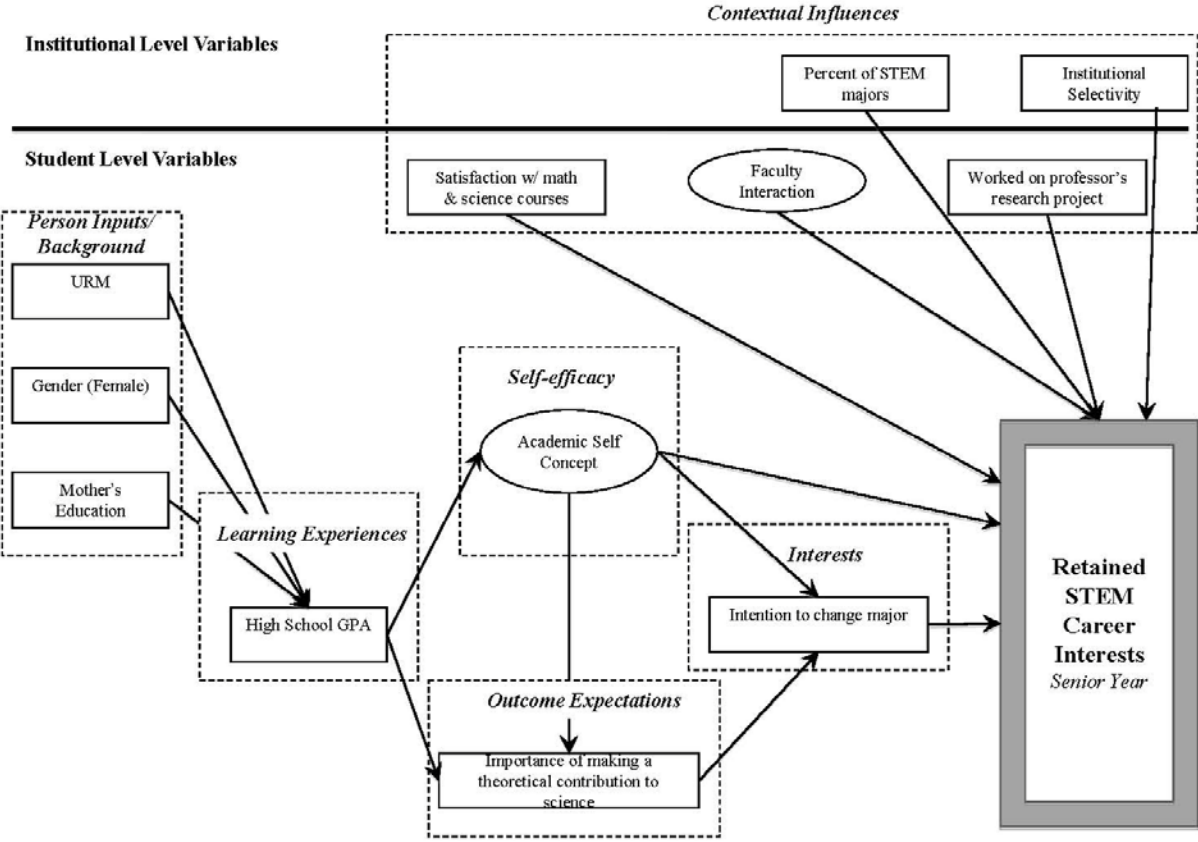 Contextual Influences
Institutional Level Variables
Percent of STEM
majors
Institutional
Selectivity
Student Level Variables
Satisfaction w/ math
& science courses
Faculty
Interaction
Worked on professor's
research project
Person Inputs/
Background
URM
Gender (Female)
Mother's
Education
Learning Experiences
High School GPA
Self-efficacy
Academic Self
Concept
Outcome Expectations
Importance of making a
theoretical contribution to
science
Interests
Intention to change major
Retained
STEM
Career
Interests
Senior Year